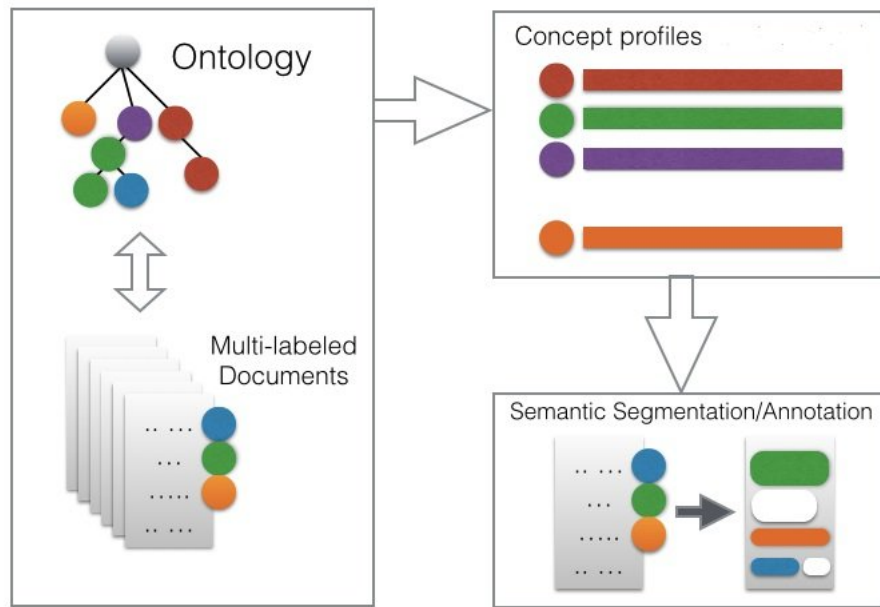 Ontology
Multi-labeled
Documents
.. ...
...
.....
.. ...
Concept profiles
Semantic Segmentation/Annotation
.. ...
...
.....
.. ...